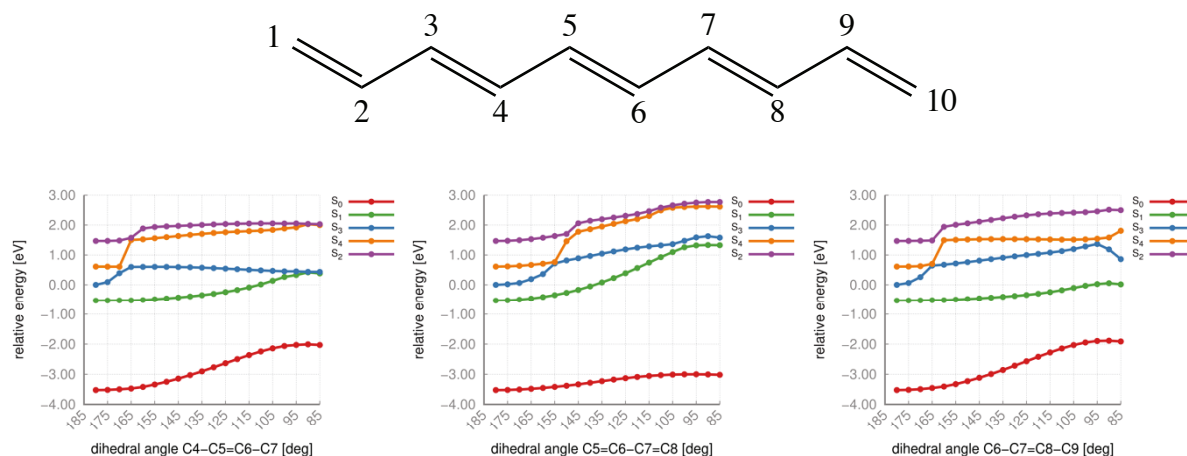 1 3 5 7 9
2 4 6 8 10
relative energy [eV]
3.00
2.00
1.00
0.00
−1.00
−2.00
−3.00
−4.00
185 175 165 155 145 135 125 115 105 95 85
dihedral angle C4−C5=C6−C7 [deg]
S0
S1
S3
S4
S2
relative energy [eV]
3.00
2.00
1.00
0.00
−1.00
−2.00
−3.00
−4.00
185 175 165 155 145 135 125 115 105 95 85
dihedral angle C5=C6−C7=C8 [deg]
S0
S1
S3
S4
S2
relative energy [eV]
3.00
2.00
1.00
0.00
−1.00
−2.00
−3.00
−4.00
185 175 165 155 145 135 125 115 105 95 85
dihedral angle C6−C7=C8−C9 [deg]
S0
S1
S3
S4
S2